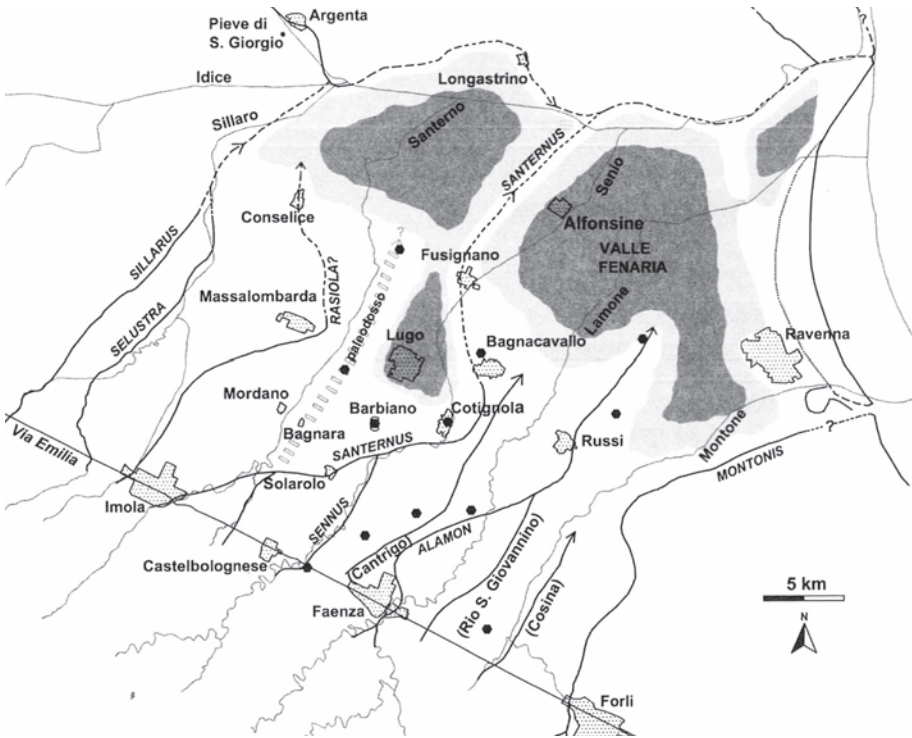 Argenta
Pieve di
S. Giorgio
Idice
Longastrino
Sillaro
Santerno
SANTERNUS
Senio
Conselice
Alfonsine
VALLE
FENARIA
SILLARUS
Fusignano
RASIOLA?
SELUSTRA
Massalombarda
paleodosso
Lamone
Lugo
Bagnacavallo
Ravenna
Mordano
Barbiano
Cotignola
Bagnara
SANTERNUS
Russi
Montone
Via Emilia
MONTONIS
?
Solarolo
Imola
SENNUS
ALAMON
(Cantrigo)
(Rio S. Giovannino)
Castelbolognese
(Cosina)
5 km
Faenza
N
Forlì
?